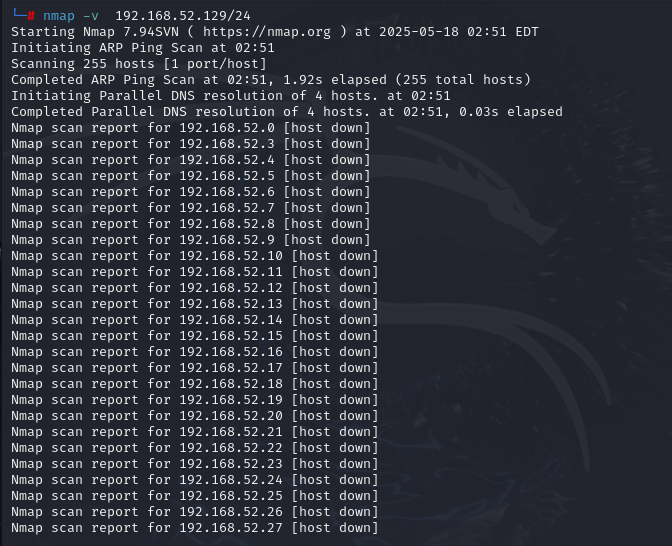 └─# nmap -v  192.168.52.129/24
Starting Nmap 7.94SVN ( https://nmap.org ) at 2025-05-18 02:51 EDT
Initiating ARP Ping Scan at 02:51
Scanning 255 hosts [1 port/host]
Completed ARP Ping Scan at 02:51, 1.92s elapsed (255 total hosts)
Initiating Parallel DNS resolution of 4 hosts. at 02:51
Completed Parallel DNS resolution of 4 hosts. at 02:51, 0.03s elapsed
Nmap scan report for 192.168.52.0 [host down]
Nmap scan report for 192.168.52.3 [host down]
Nmap scan report for 192.168.52.4 [host down]
Nmap scan report for 192.168.52.5 [host down]
Nmap scan report for 192.168.52.6 [host down]
Nmap scan report for 192.168.52.7 [host down]
Nmap scan report for 192.168.52.8 [host down]
Nmap scan report for 192.168.52.9 [host down]
Nmap scan report for 192.168.52.10 [host down]
Nmap scan report for 192.168.52.11 [host down]
Nmap scan report for 192.168.52.12 [host down]
Nmap scan report for 192.168.52.13 [host down]
Nmap scan report for 192.168.52.14 [host down]
Nmap scan report for 192.168.52.15 [host down]
Nmap scan report for 192.168.52.16 [host down]
Nmap scan report for 192.168.52.17 [host down]
Nmap scan report for 192.168.52.18 [host down]
Nmap scan report for 192.168.52.19 [host down]
Nmap scan report for 192.168.52.20 [host down]
Nmap scan report for 192.168.52.21 [host down]
Nmap scan report for 192.168.52.22 [host down]
Nmap scan report for 192.168.52.23 [host down]
Nmap scan report for 192.168.52.24 [host down]
Nmap scan report for 192.168.52.25 [host down]
Nmap scan report for 192.168.52.26 [host down]
Nmap scan report for 192.168.52.27 [host down]